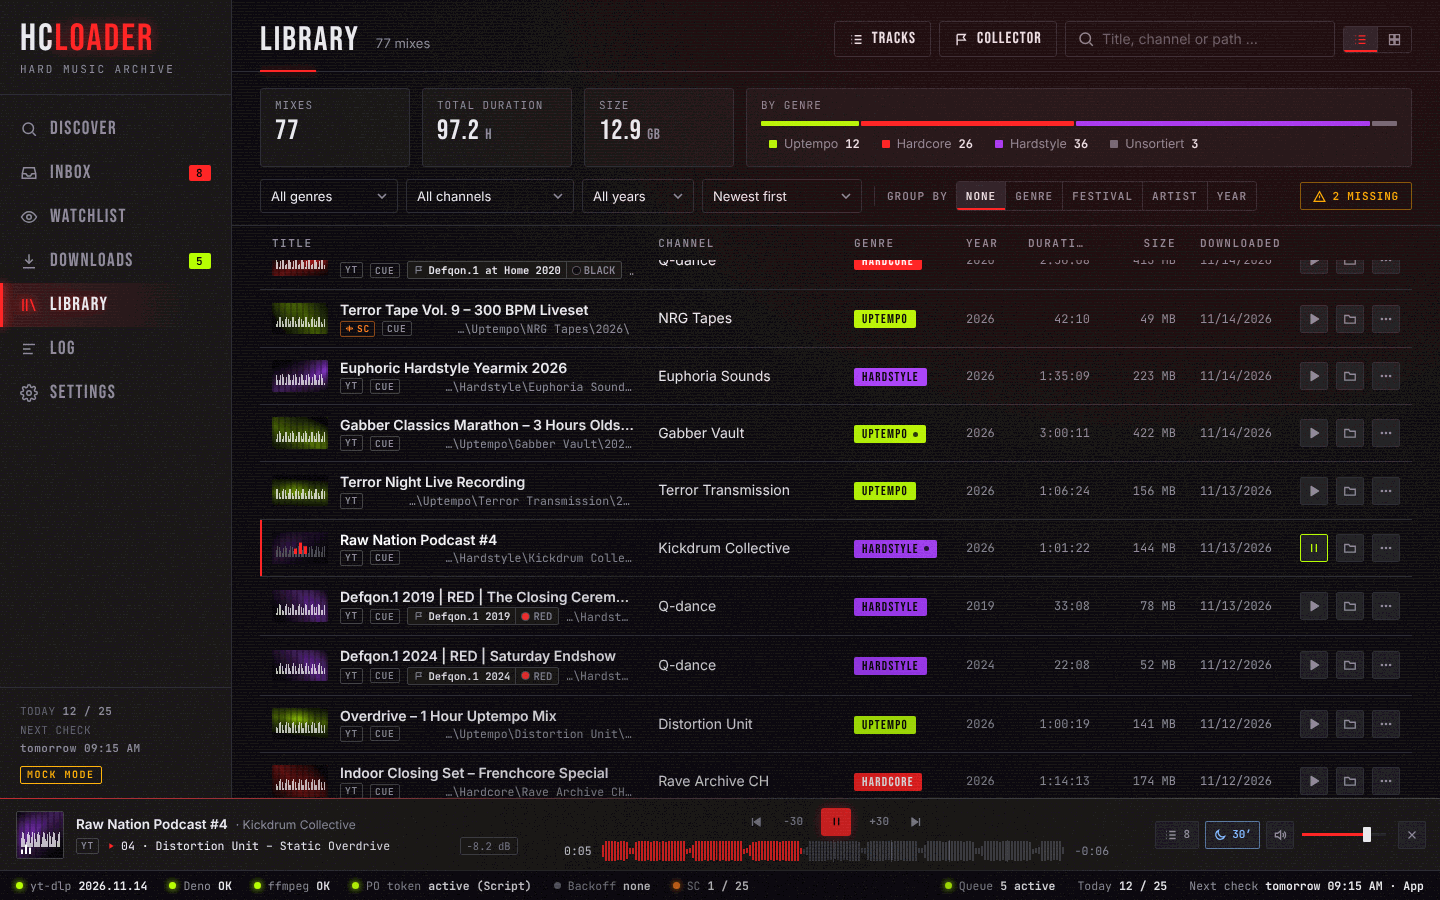 HCLOADER
HARD MUSIC ARCHIVE
DISCOVER
INBOX 8
WATCHLIST
DOWNLOADS 5
LIBRARY
LOG
SETTINGS
TODAY 12 / 25
NEXT CHECK
tomorrow 09:15 AM
MOCK MODE
LIBRARY 77 mixes
TRACKS
COLLECTOR
Title, channel or path ...
MIXES
77
TOTAL DURATION
97.2 H
SIZE
12.9 GB
BY GENRE
Uptempo 12 Hardcore 26 Hardstyle 36 Unsortiert 3
All genres All channels All years Newest first GROUP BY NONE GENRE FESTIVAL ARTIST YEAR 2 MISSING
TITLE CHANNEL GENRE YEAR DURATI… SIZE DOWNLOADED
Q-dance HARDCORE
YT CUE Defqon.1 at Home 2020 BLACK
Terror Tape Vol. 9 – 300 BPM Liveset
SC CUE …\Uptempo\NRG Tapes\2026\
NRG Tapes UPTEMPO 2026 42:10 49 MB 11/14/2026
Euphoric Hardstyle Yearmix 2026
YT CUE …\Hardstyle\Euphoria Sound…
Euphoria Sounds HARDSTYLE 2026 1:35:09 223 MB 11/14/2026
Gabber Classics Marathon – 3 Hours Olds…
YT CUE …\Uptempo\Gabber Vault\202…
Gabber Vault UPTEMPO 2026 3:00:11 422 MB 11/14/2026
Terror Night Live Recording
YT …\Uptempo\Terror Transmission\2…
Terror Transmission UPTEMPO 2026 1:06:24 156 MB 11/13/2026
Raw Nation Podcast #4
YT CUE …\Hardstyle\Kickdrum Colle…
Kickdrum Collective HARDSTYLE 2026 1:01:22 144 MB 11/13/2026
Defqon.1 2019 | RED | The Closing Cerem…
YT CUE Defqon.1 2019 RED …\Hardst…
Q-dance HARDSTYLE 2019 33:08 78 MB 11/13/2026
Defqon.1 2024 | RED | Saturday Endshow
YT CUE Defqon.1 2024 RED …\Hardst…
Q-dance HARDSTYLE 2024 22:08 52 MB 11/12/2026
Overdrive – 1 Hour Uptempo Mix
YT CUE …\Uptempo\Distortion Unit\…
Distortion Unit UPTEMPO 2026 1:00:19 141 MB 11/12/2026
Indoor Closing Set – Frenchcore Special
YT CUE …\Hardcore\Rave Archive CH…
Rave Archive CH HARDCORE 2026 1:14:13 174 MB 11/12/2026
Raw Nation Podcast #4 · Kickdrum Collective
YT 04 · Distortion Unit – Static Overdrive -8.2 dB
-30 +30
0:05 -0:06
8 30′
yt-dlp 2026.11.14 Deno OK ffmpeg OK PO token active (Script) Backoff none SC 1 / 25 Queue 5 active Today 12 / 25 Next check tomorrow 09:15 AM · App